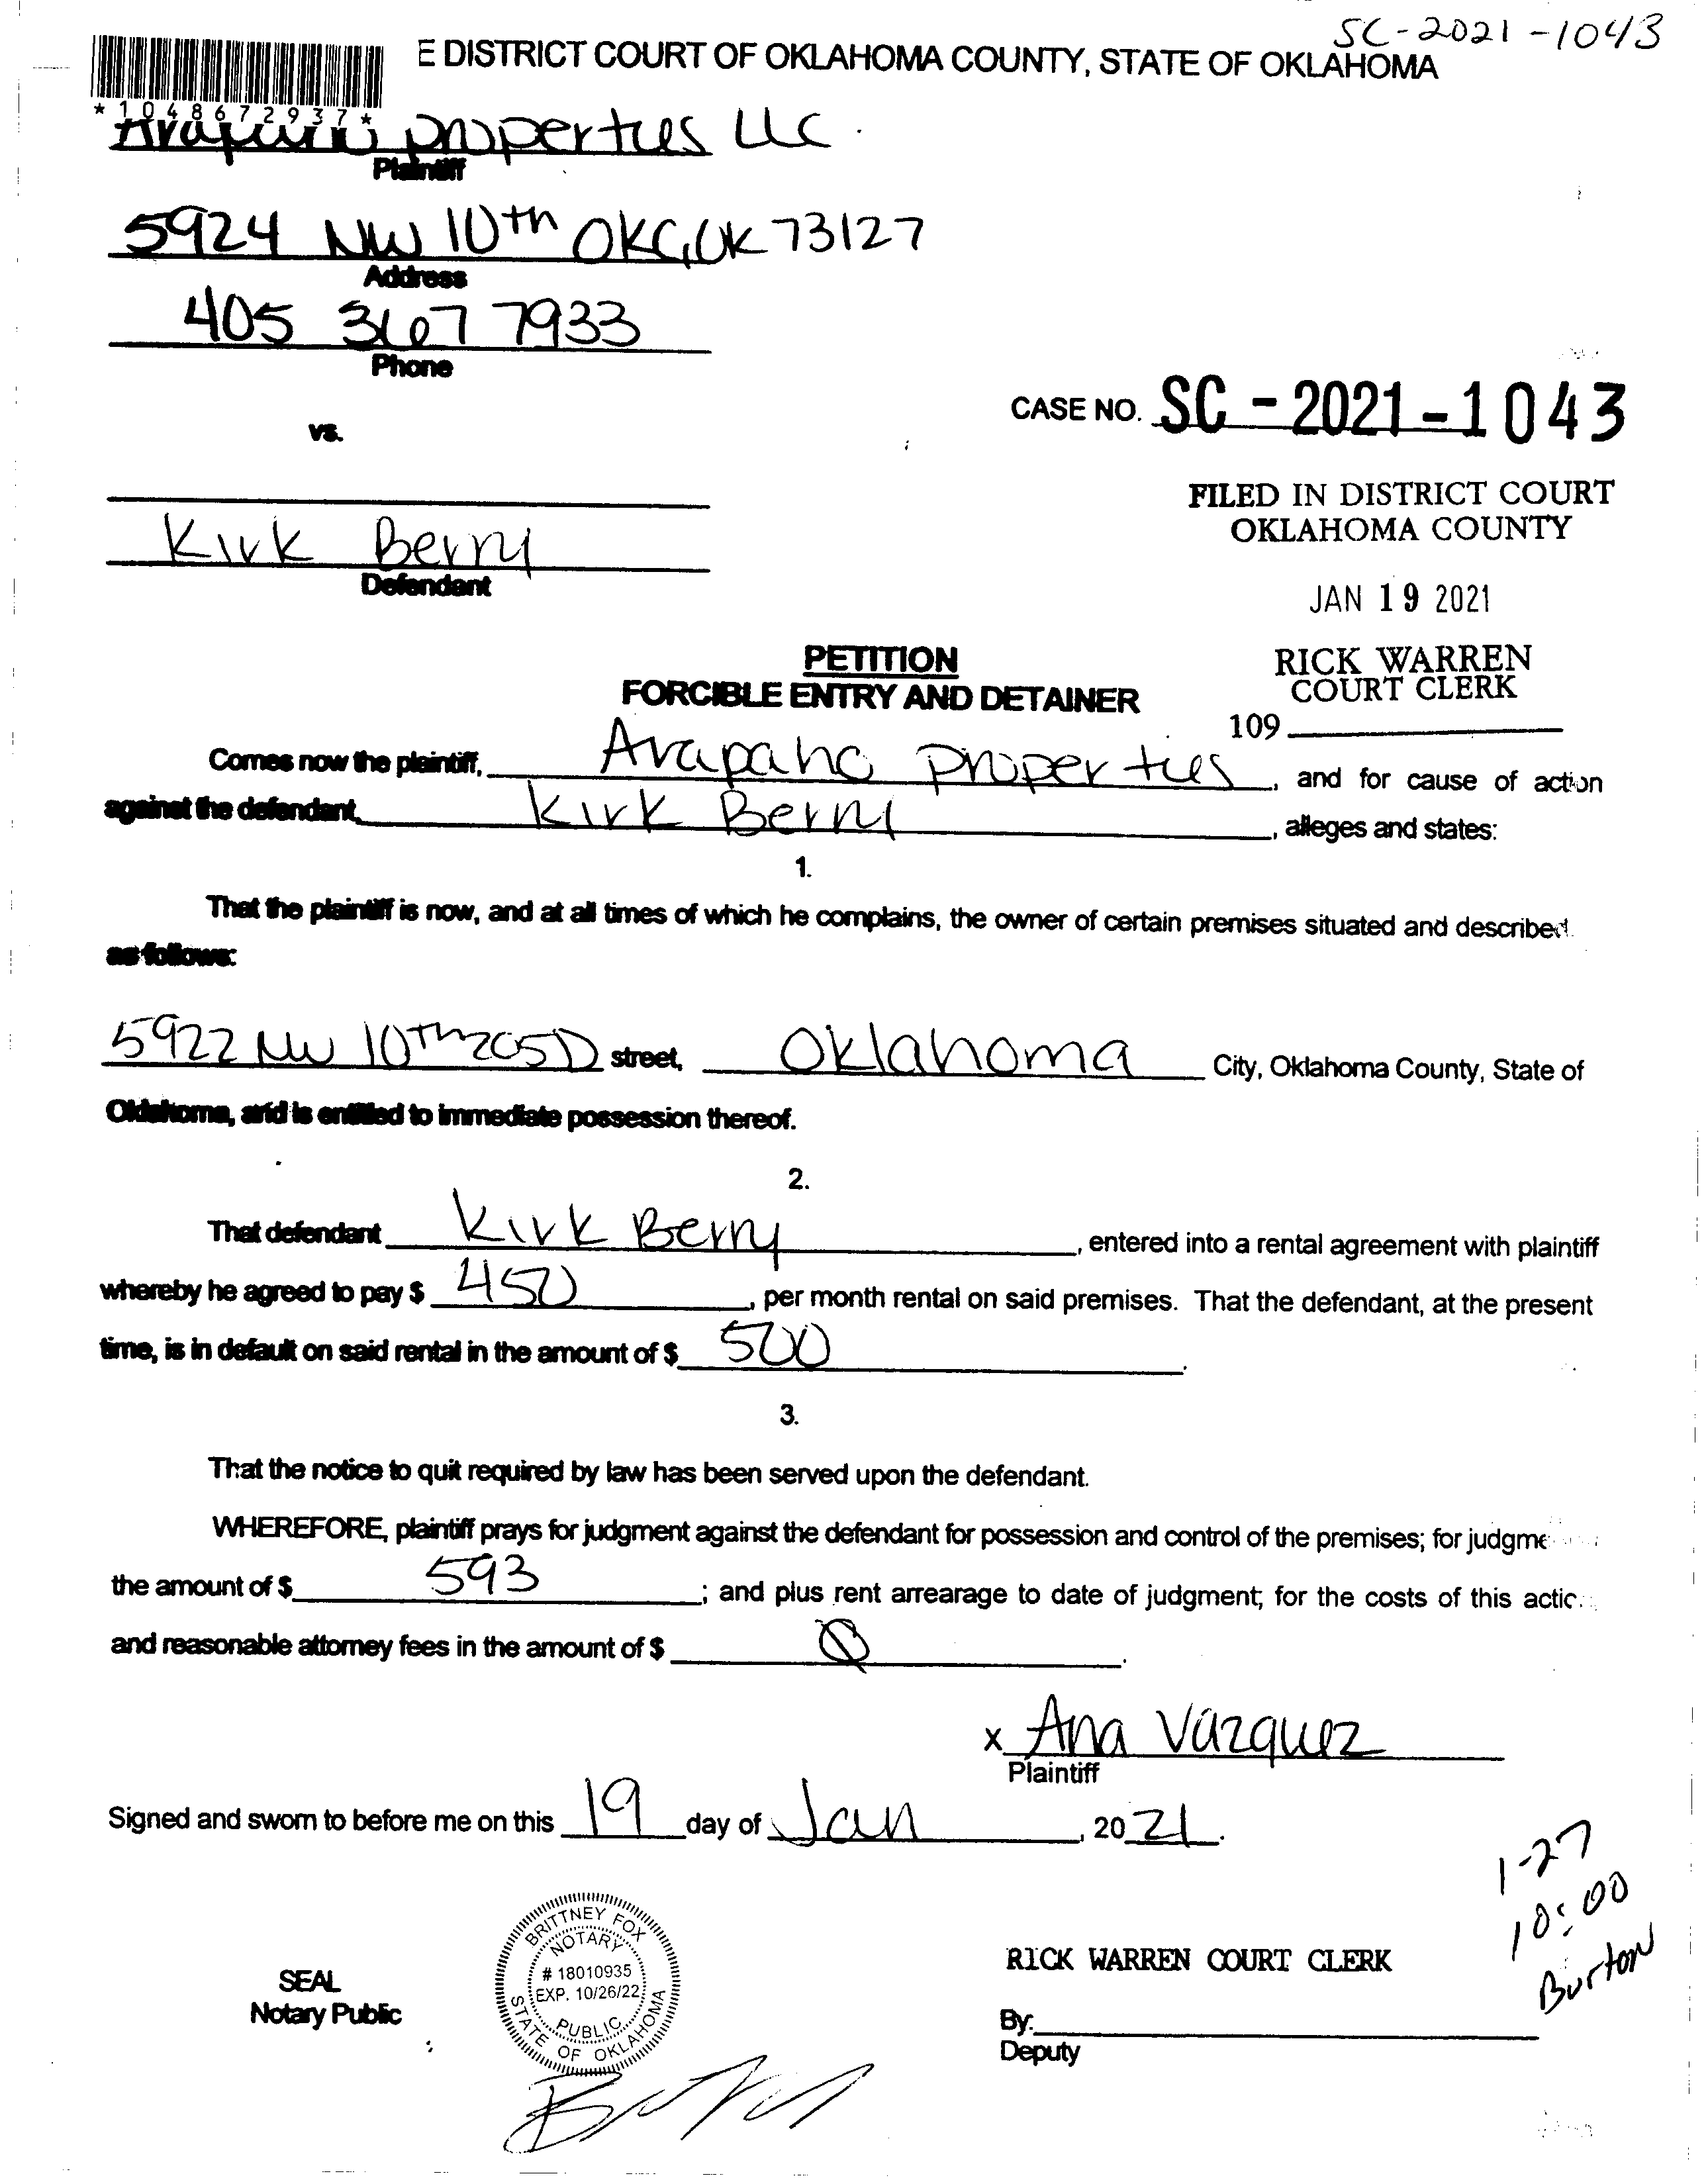 SC-2021-1043
E DISTRICT COURT OF OKLAHOMA COUNTY, STATE OF OKLAHOMA
*1048672937*
properties LLC.
Plaintiff
5924 NW 10th OKC, OK 73127
Address
405 367 7933
Phone
CASE NO. SC-2021-1043
vs.
FILED IN DISTRICT COURT
OKLAHOMA COUNTY
Kirk Berry
Defendant
JAN 19 2021
RICK WARREN
COURT CLERK
109
PETITION
FORCIBLE ENTRY AND DETAINER
Comes now the plaintiff, Arapaho properties, and for cause of action
against the defendant, Kirk Berry, alleges and states:
1.
That the plaintiff is now, and at all times of which he complains, the owner of certain premises situated and described
as follows:
5922 NW 10TH 205D street, Oklahoma City, Oklahoma County, State of
Oklahoma, and is entitled to immediate possession thereof.
2.
That defendant Kirk Berry, entered into a rental agreement with plaintiff
whereby he agreed to pay $ 450, per month rental on said premises. That the defendant, at the present
time, is in default on said rental in the amount of $ 500.
3.
That the notice to quit required by law has been served upon the defendant.
WHEREFORE, plaintiff prays for judgment against the defendant for possession and control of the premises; for judgme
the amount of $ 593; and plus rent arrearage to date of judgment; for the costs of this actic
and reasonable attorney fees in the amount of $ 0.
x Ana Vazquez
Plaintiff
Signed and sworn to before me on this 19 day of Jan, 2021.
1-27
10:00
Burton
BRITTNEY FOX
NOTARY
# 18010935
EXP. 10/26/22
PUBLIC
STATE OF OKLAHOMA
SEAL
Notary Public
RICK WARREN COURT CLERK
By:
Deputy